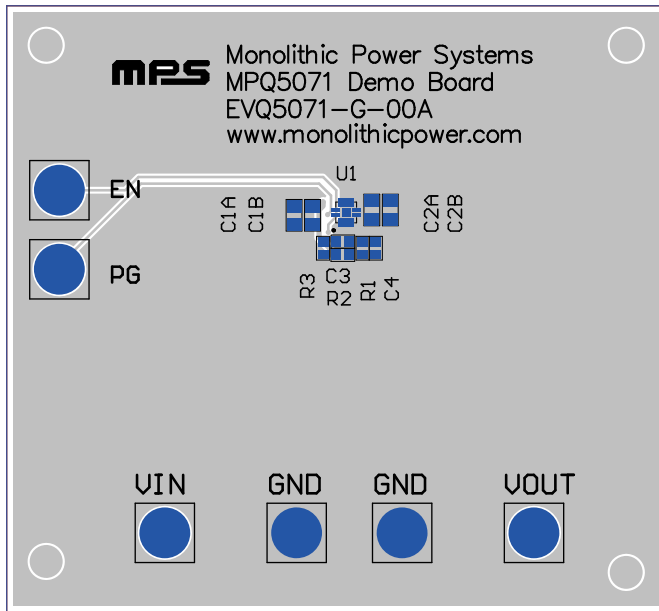 mps
Monolithic Power Systems
MPQ5071 Demo Board
EVQ5071-G-00A
www.monolithicpower.com
U1
EN
C1A
C1B
C2A
C2B
PG
R3
C3
R2
R1
C4
VIN
GND
GND
VOUT